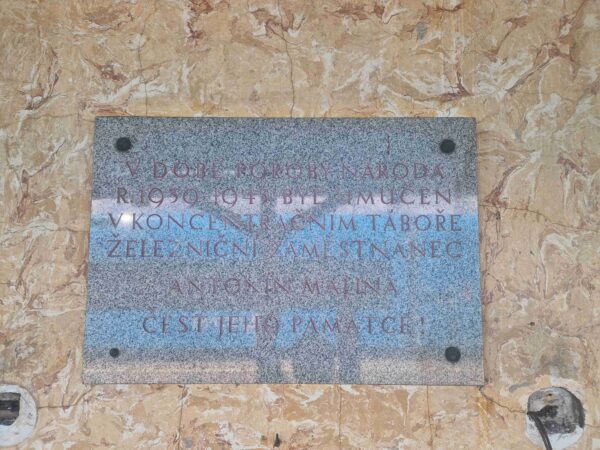 V DOBĚ POROBY NÁRODA
R. 1939-1945 BYL UMUČEN
V KONCENTRAČNÍM TÁBOŘE
ŽELEZNIČNÍ ZAMĚSTNANEC
ANTONÍN MALINA
ČEST JEHO PAMÁTCE!